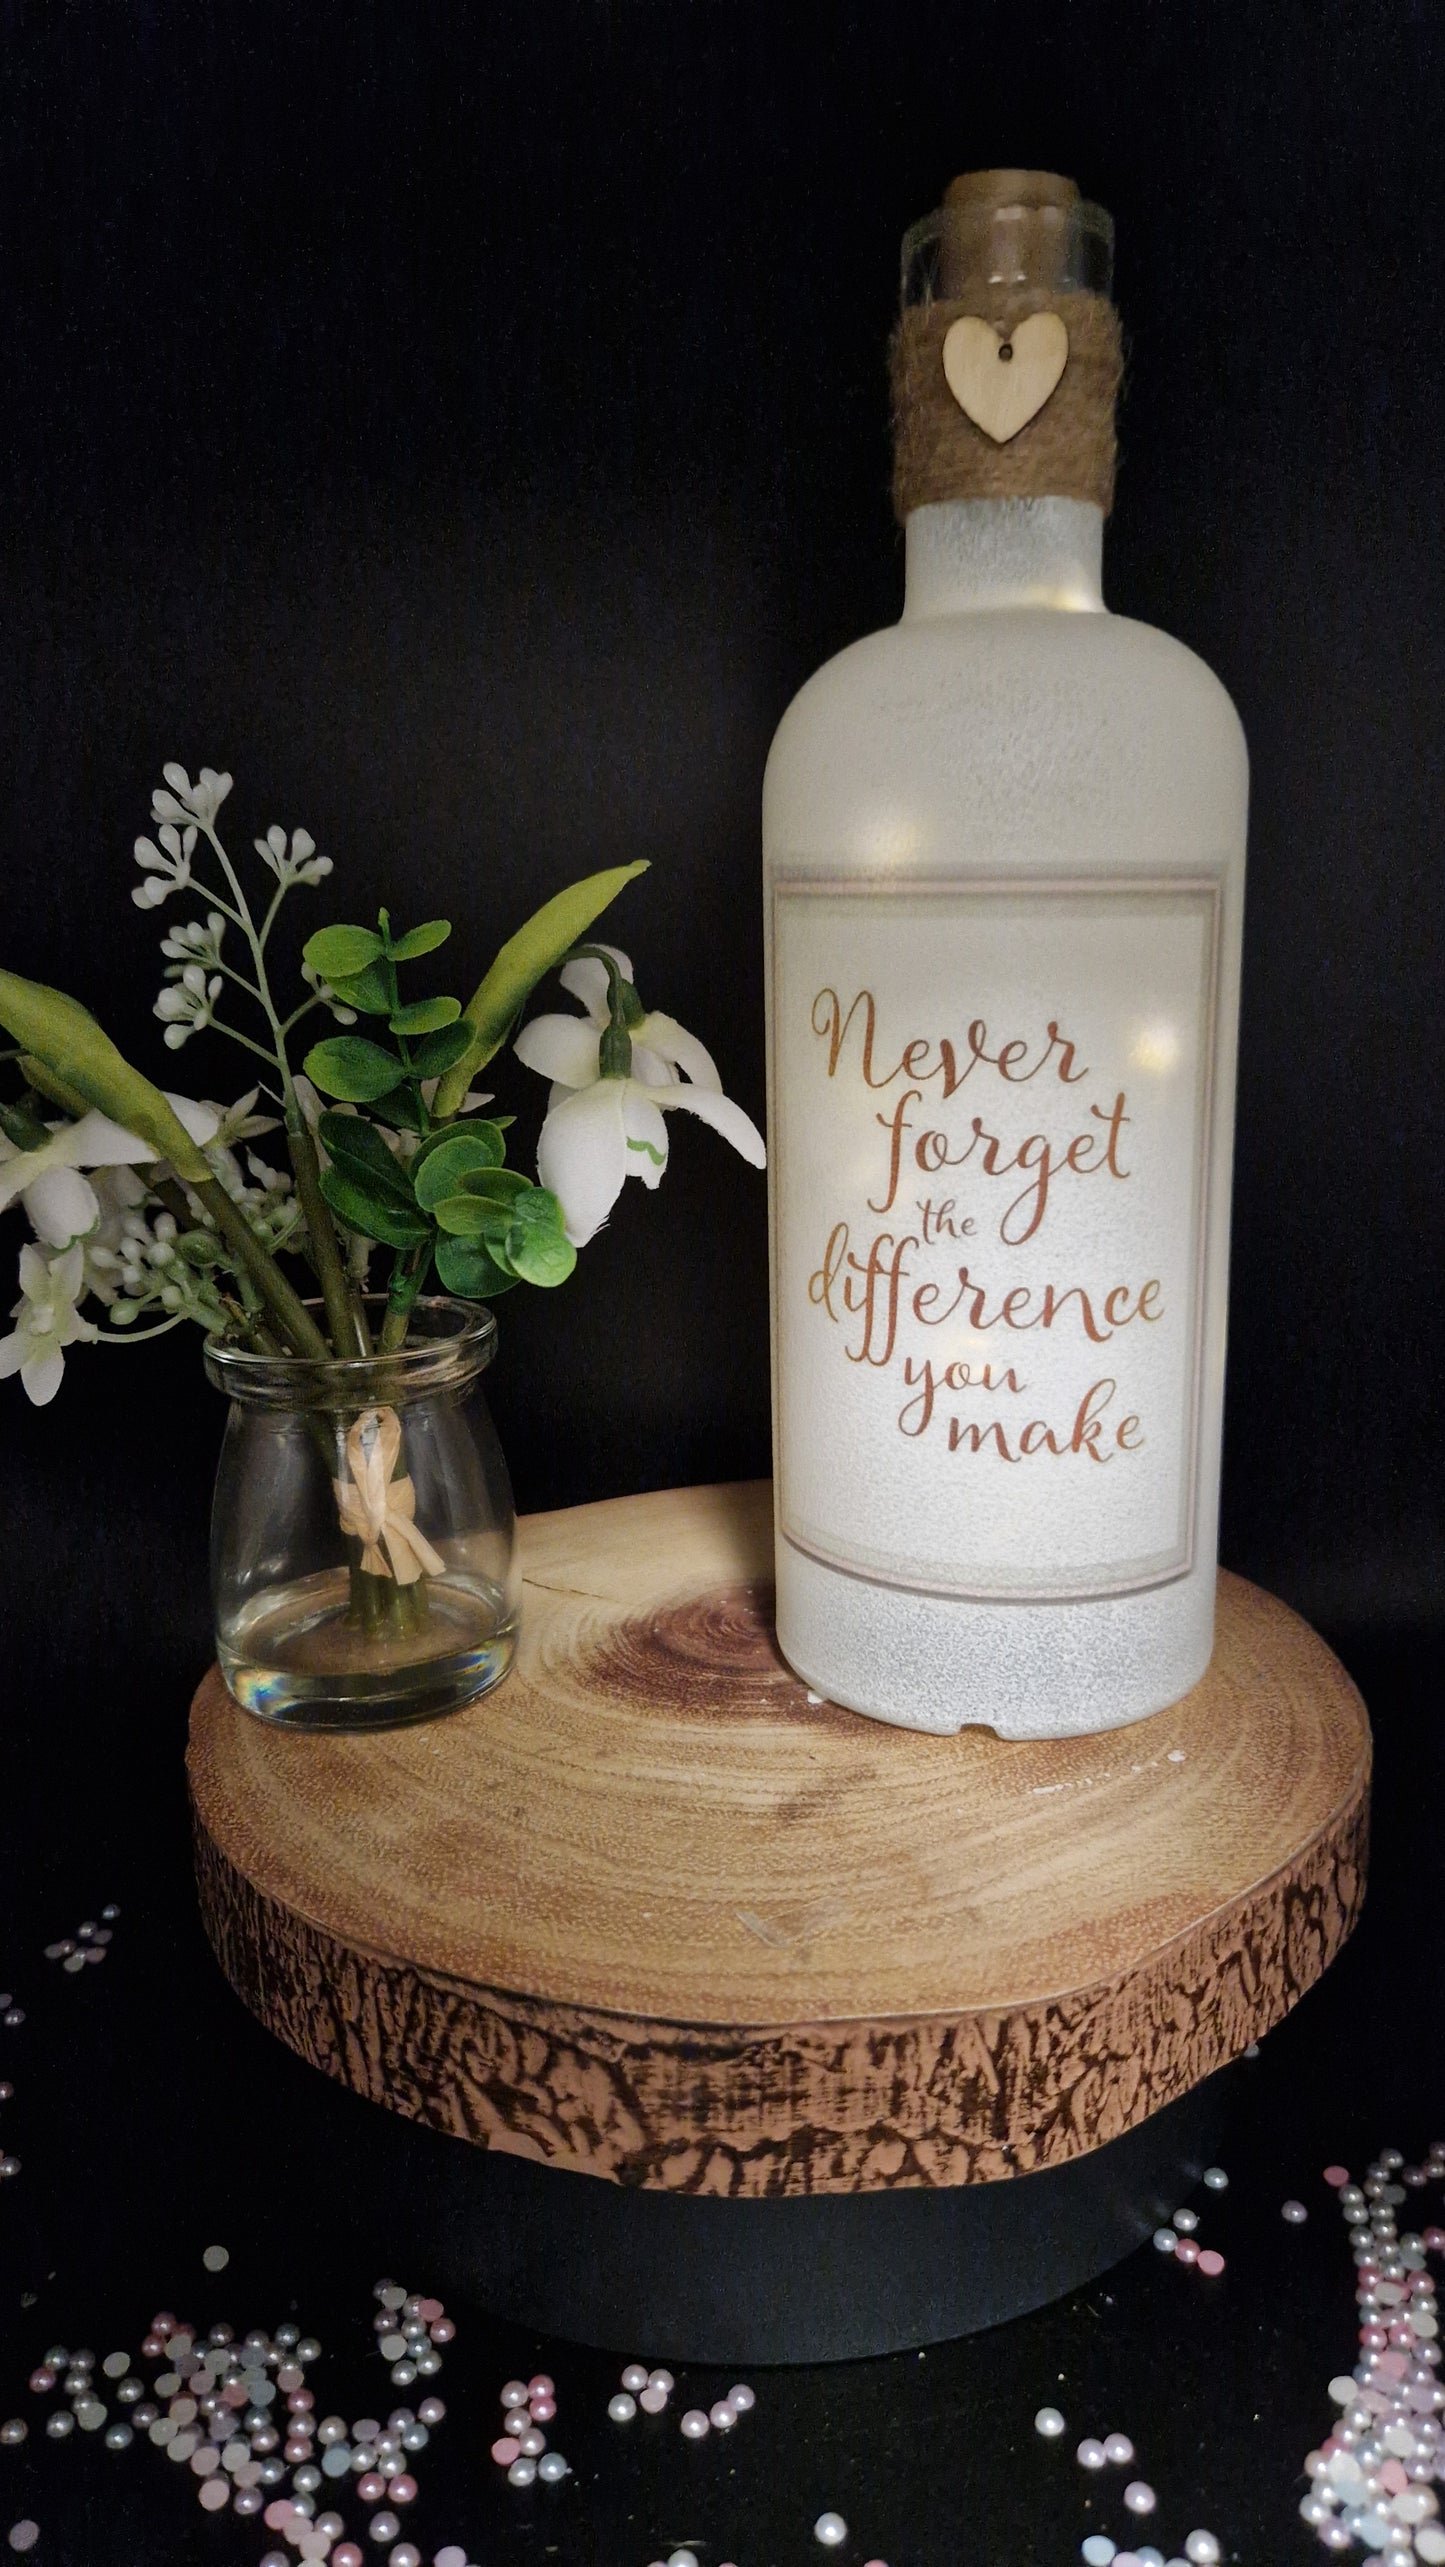 Never
forget
the
difference
you
make